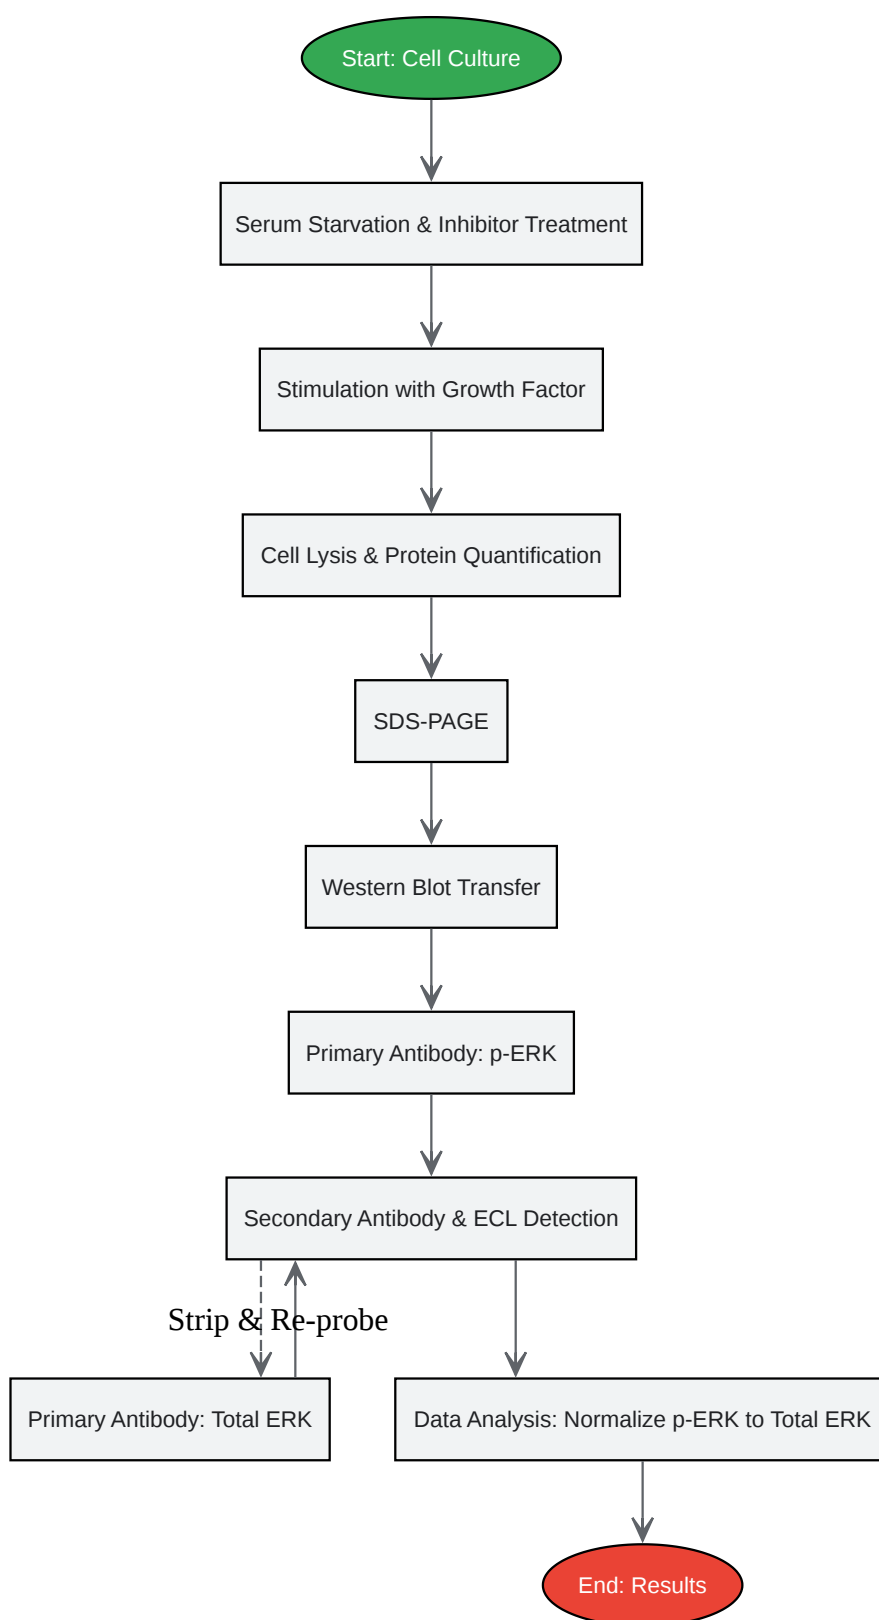 Start: Cell Culture
Serum Starvation & Inhibitor Treatment
Stimulation with Growth Factor
Cell Lysis & Protein Quantification
SDS-PAGE
Western Blot Transfer
Primary Antibody: p-ERK
Secondary Antibody & ECL Detection
Strip & Re-probe
Primary Antibody: Total ERK
Data Analysis: Normalize p-ERK to Total ERK
End: Results